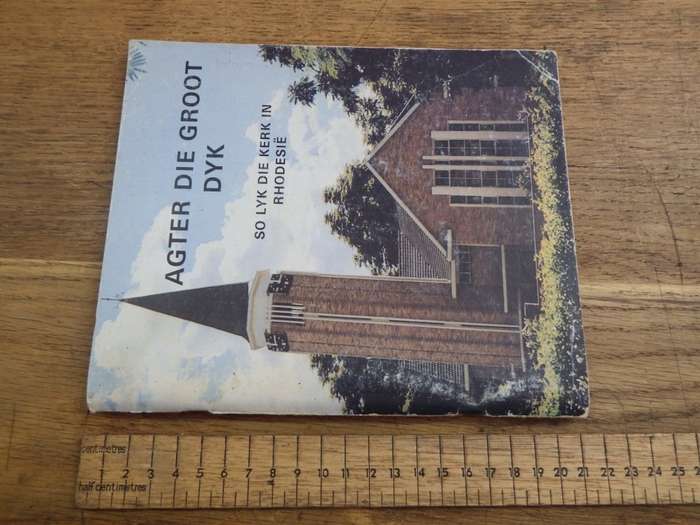 AGTER DIE GROOT
DYK
SO LYK DIE KERK IN
RHODESIË
centimetres
1 2 3 4 5 6 7 8 9 10 11 12 13 14 15 16 17 18 19 20 21 22 23 24 25
half centimetres